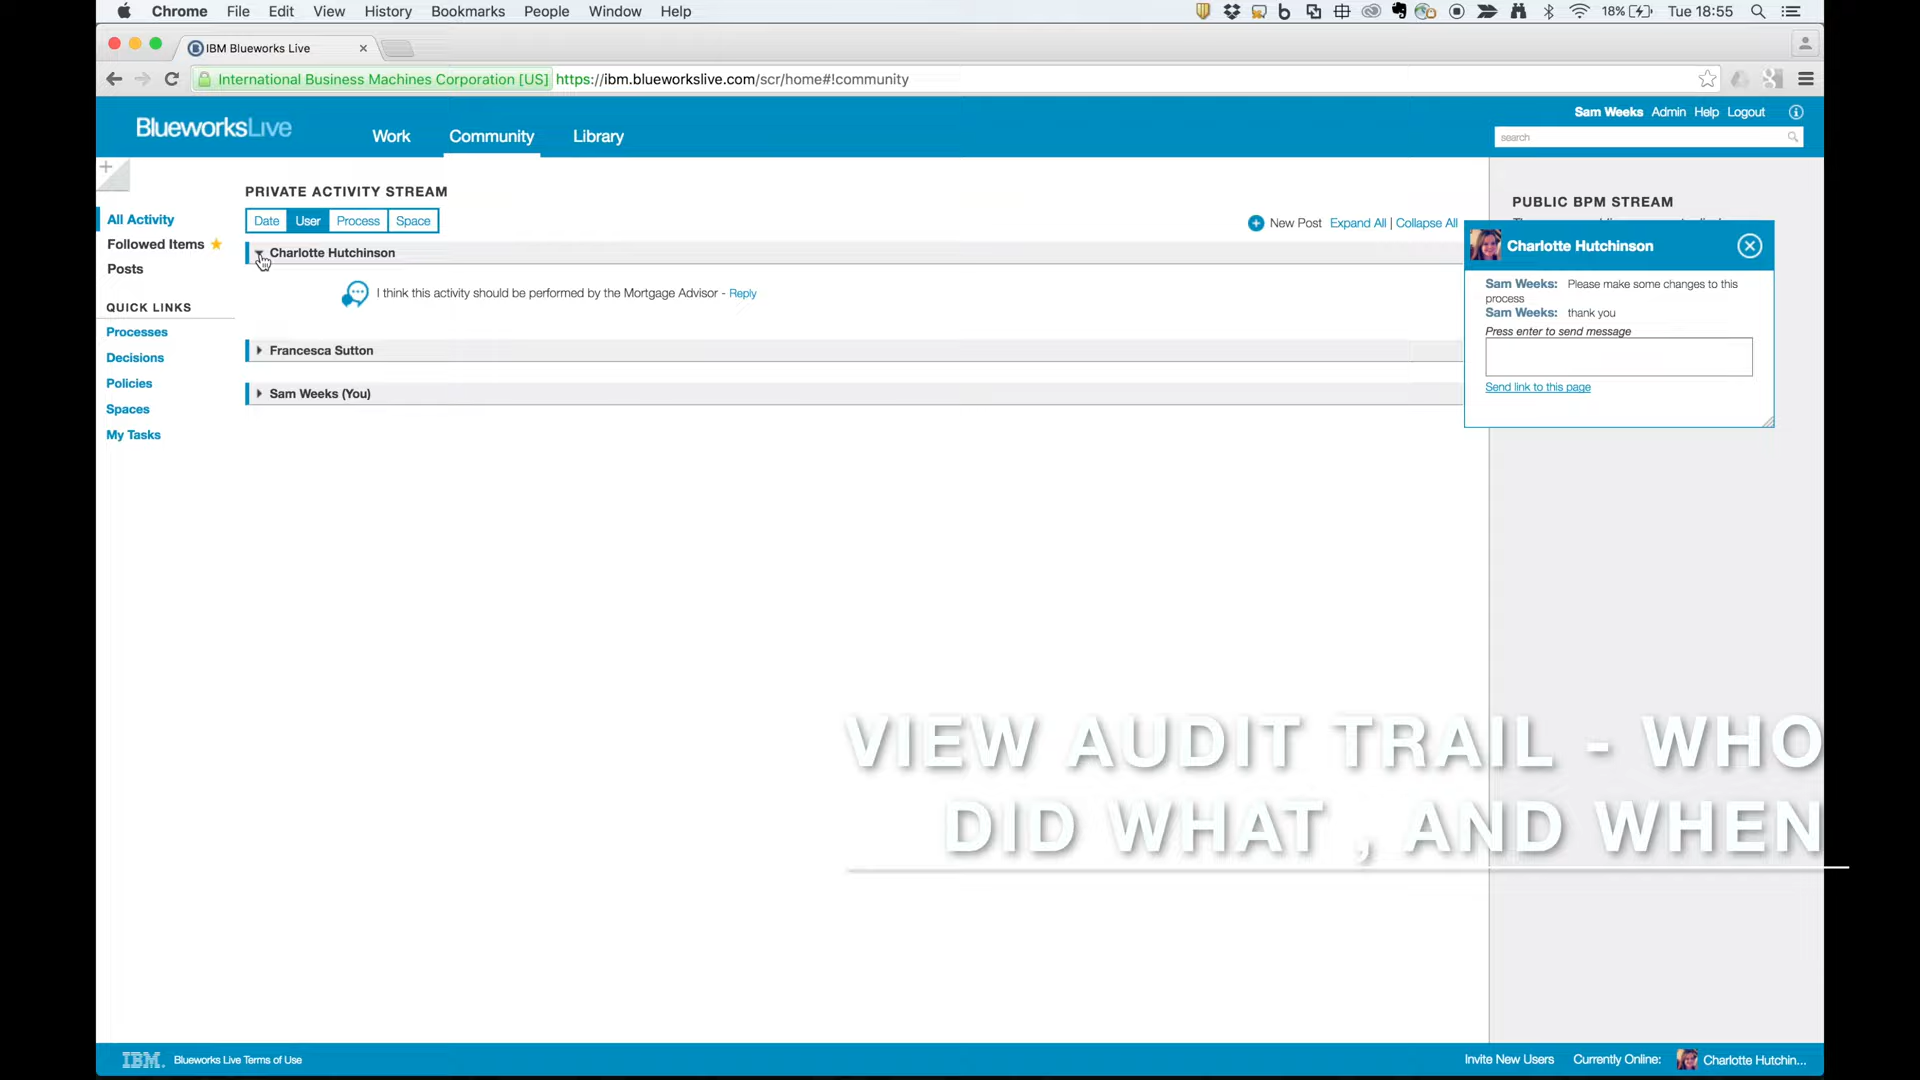 Chrome File Edit View History Bookmarks People Window Help 18% Tue 18:55
IBM Blueworks Live
International Business Machines Corporation [US] https://ibm.blueworkslive.com/scr/home#!community
BlueworksLive Work Community Library
Sam Weeks Admin Help Logout
search
PRIVATE ACTIVITY STREAM
Date User Process Space
New Post Expand All | Collapse All
All Activity
Followed Items
Posts
QUICK LINKS
Processes
Decisions
Policies
Spaces
My Tasks
Charlotte Hutchinson
I think this activity should be performed by the Mortgage Advisor - Reply
Francesca Sutton
Sam Weeks (You)
PUBLIC BPM STREAM
Charlotte Hutchinson
Sam Weeks: Please make some changes to this
process
Sam Weeks: thank you
Press enter to send message
Send link to this page
VIEW AUDIT TRAIL - WHO
DID WHAT , AND WHEN
IBM. Blueworks Live Terms of Use
Invite New Users Currently Online: Charlotte Hutchin...